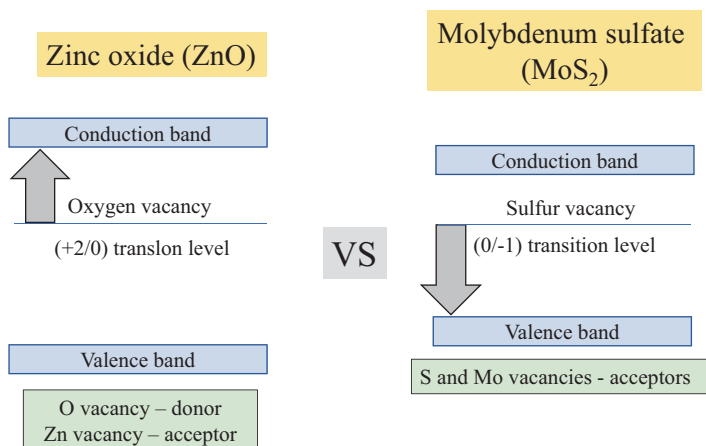 Zinc oxide (ZnO)
Conduction band
Oxygen vacancy
(+2/0) translon level
Valence band
O vacancy – donor
Zn vacancy – acceptor
VS
Molybdenum sulfate
(MoS₂)
Conduction band
Sulfur vacancy
(0/-1) transition level
Valence band
S and Mo vacancies - acceptors